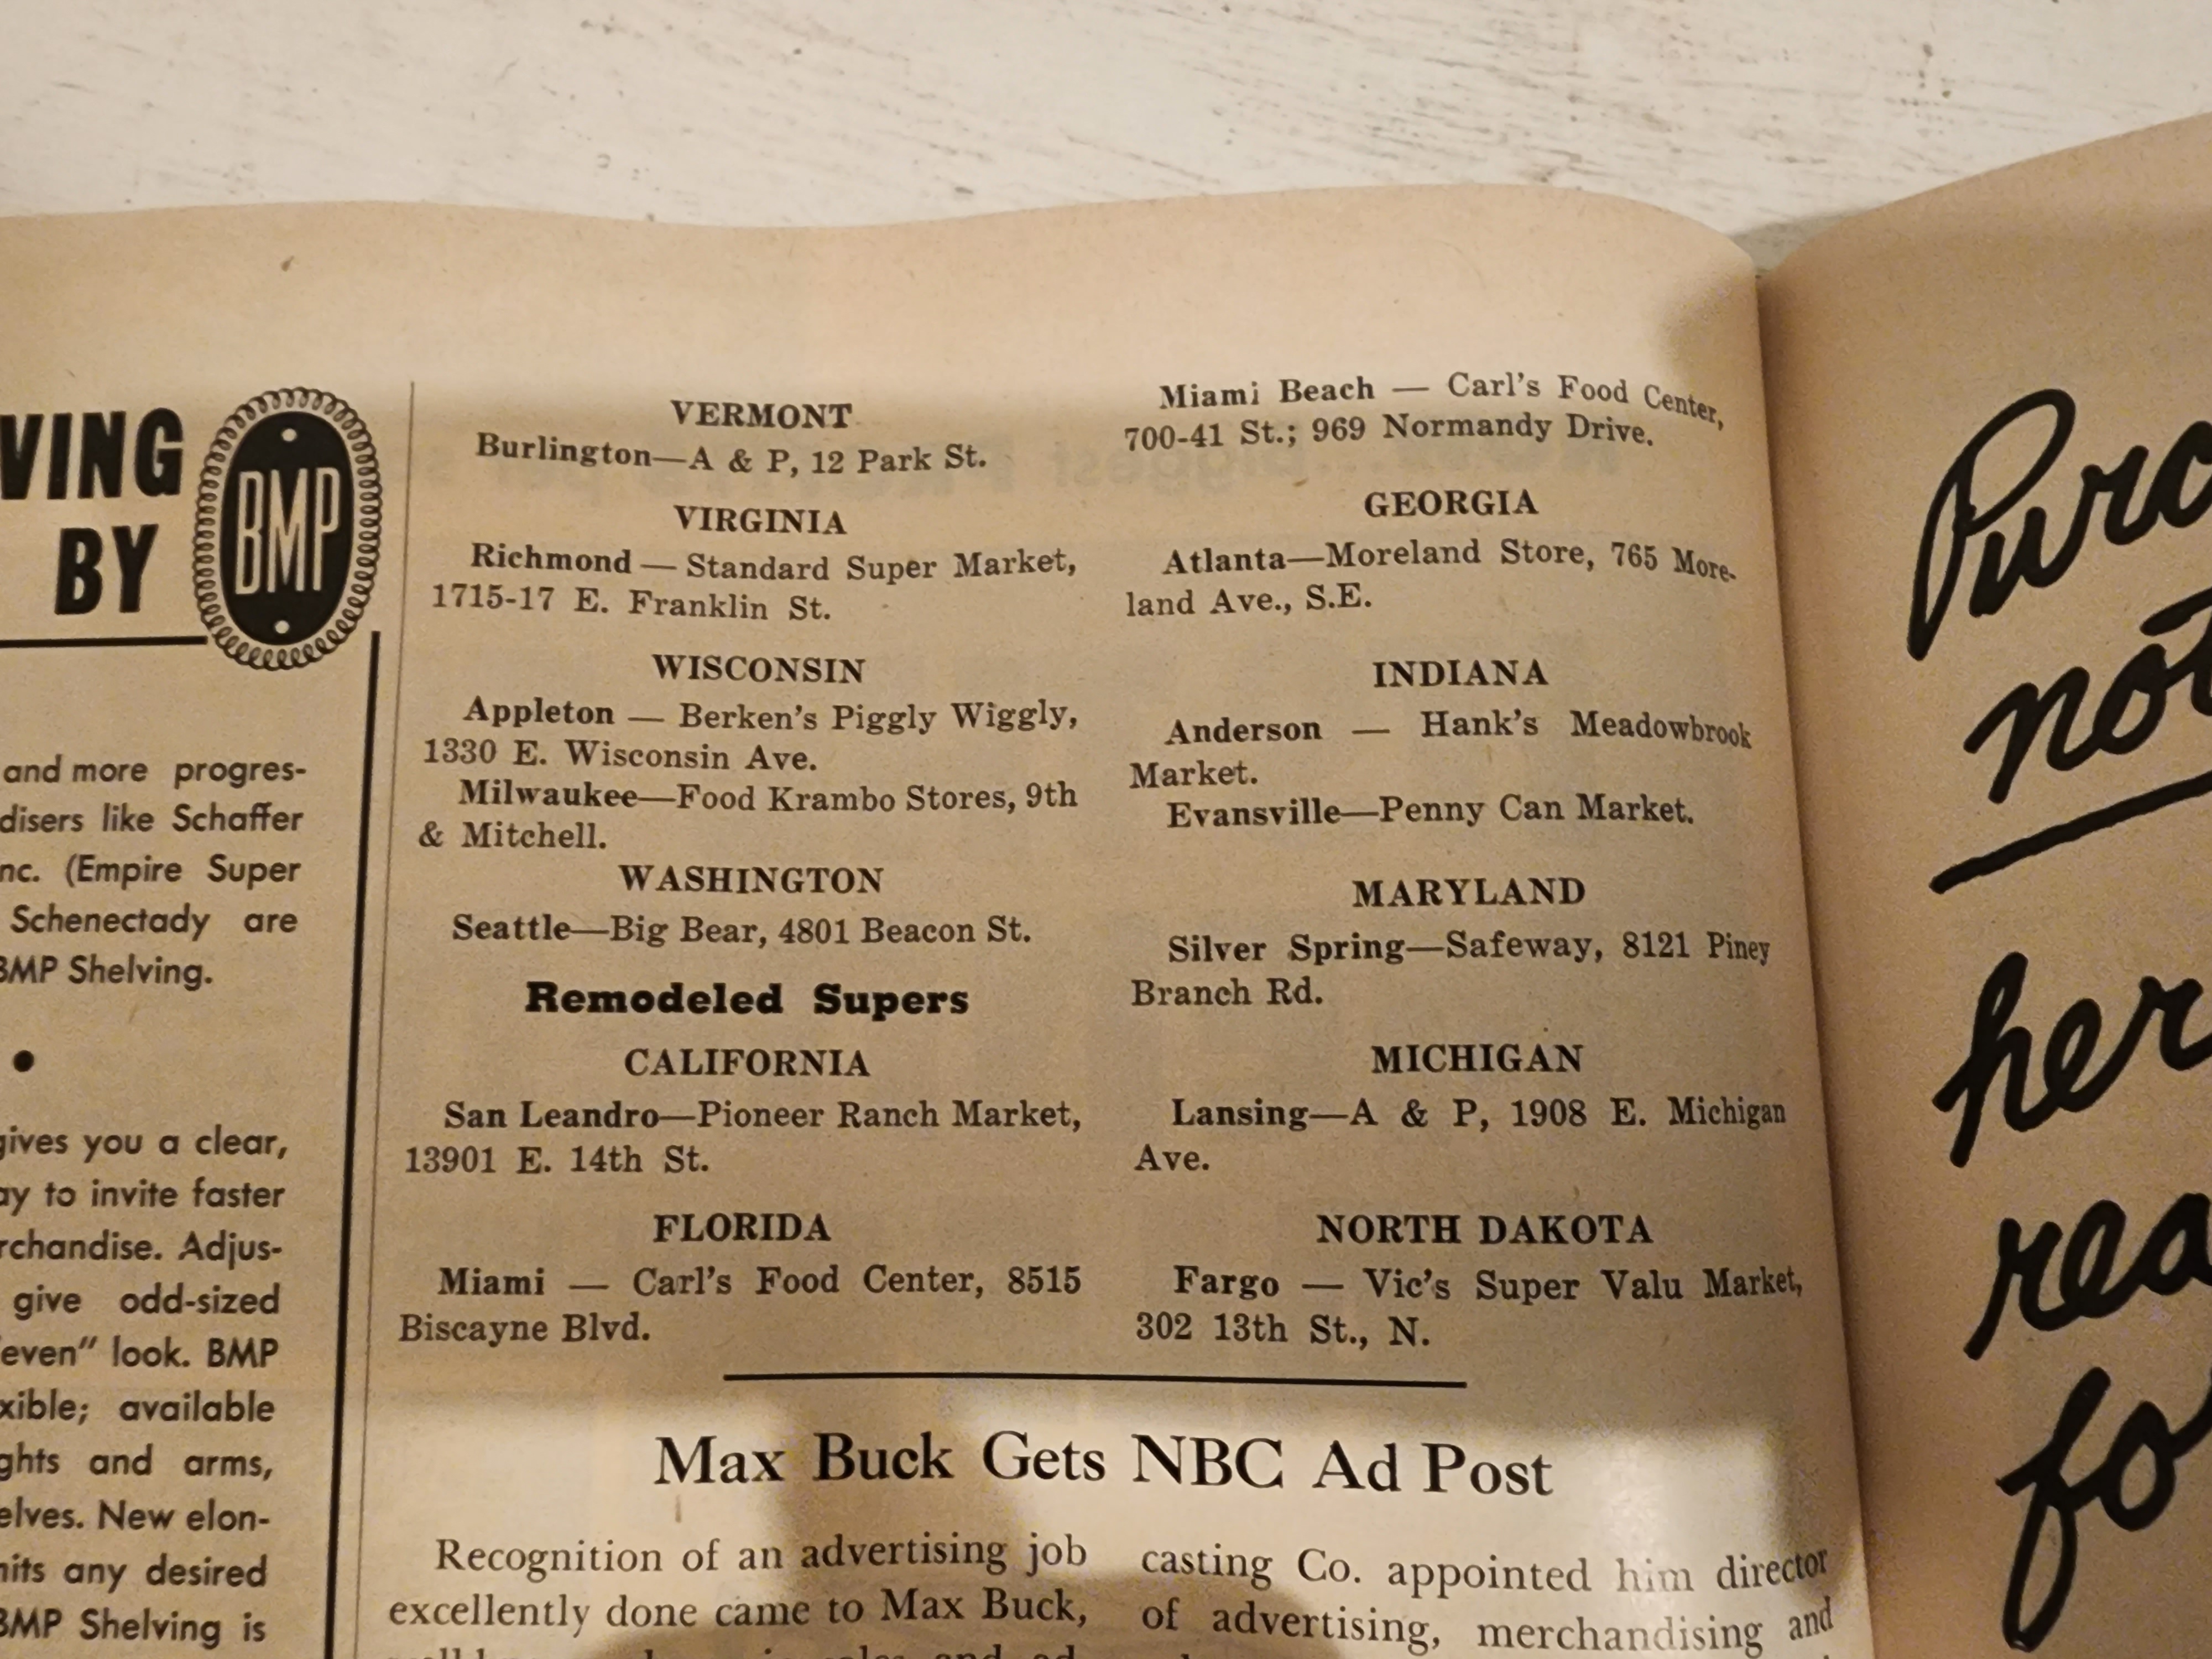 VING
BY
BMP
and more progres-
disers like Schaffer
nc. (Empire Super
Schenectady are
BMP Shelving.
•
gives you a clear,
ay to invite faster
rchandise. Adjus-
give odd-sized
"even" look. BMP
xible; available
ghts and arms,
elves. New elon-
mits any desired
BMP Shelving is
VERMONT
Burlington—A & P, 12 Park St.
VIRGINIA
Richmond — Standard Super Market,
1715-17 E. Franklin St.
WISCONSIN
Appleton — Berken's Piggly Wiggly,
1330 E. Wisconsin Ave.
Milwaukee—Food Krambo Stores, 9th
& Mitchell.
WASHINGTON
Seattle—Big Bear, 4801 Beacon St.
Remodeled Supers
CALIFORNIA
San Leandro—Pioneer Ranch Market,
13901 E. 14th St.
FLORIDA
Miami — Carl's Food Center, 8515
Biscayne Blvd.
Miami Beach — Carl's Food Center,
700-41 St.; 969 Normandy Drive.
GEORGIA
Atlanta—Moreland Store, 765 More-
land Ave., S.E.
INDIANA
Anderson — Hank's Meadowbrook
Market.
Evansville—Penny Can Market.
MARYLAND
Silver Spring—Safeway, 8121 Piney
Branch Rd.
MICHIGAN
Lansing—A & P, 1908 E. Michigan
Ave.
NORTH DAKOTA
Fargo — Vic's Super Valu Market,
302 13th St., N.
Max Buck Gets NBC Ad Post
Recognition of an advertising job
excellently done came to Max Buck,
casting Co. appointed him director
of advertising, merchandising and
Purc
not
her
rea
fo